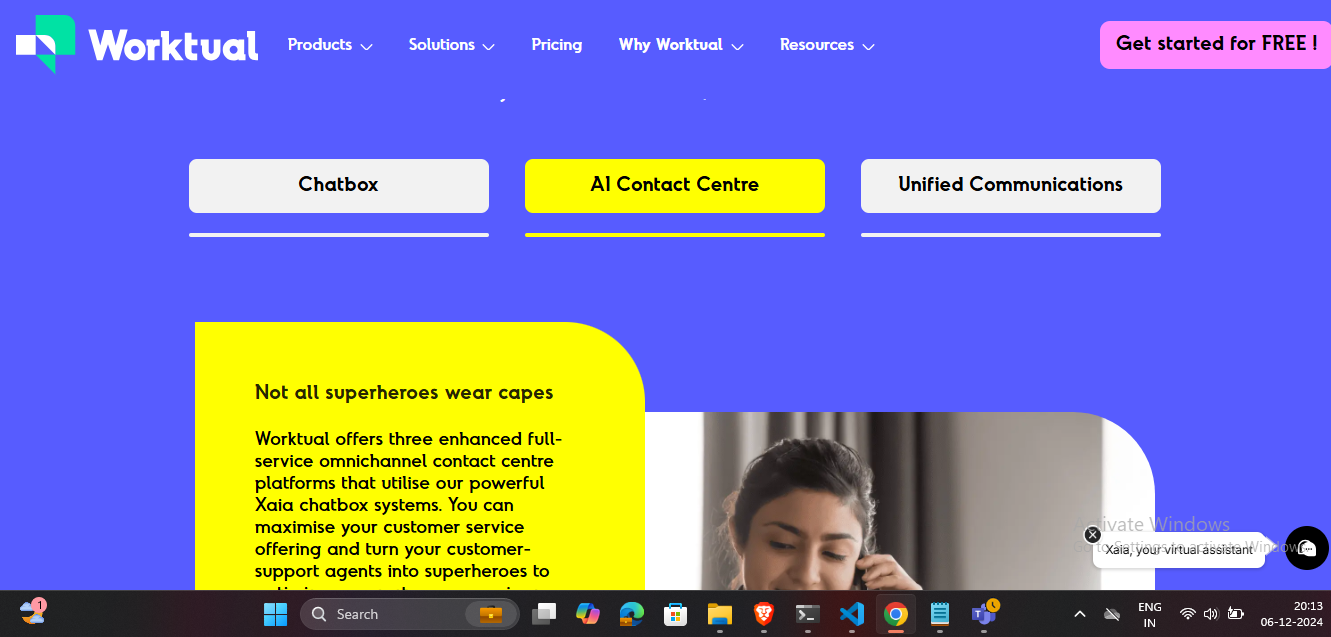 Worktual
Products
Solutions
Pricing
Why Worktual
Resources
Get started for FREE !
Chatbox
AI Contact Centre
Unified Communications
Not all superheroes wear capes
Worktual offers three enhanced full-
service omnichannel contact centre
platforms that utilise our powerful
Xaia chatbox systems. You can
maximise your customer service
offering and turn your customer-
support agents into superheroes to
Activate Windows
Go to Settings to activate Windows.
Xaia, your virtual assistant
1
Search
ENG
IN
20:13
06-12-2024